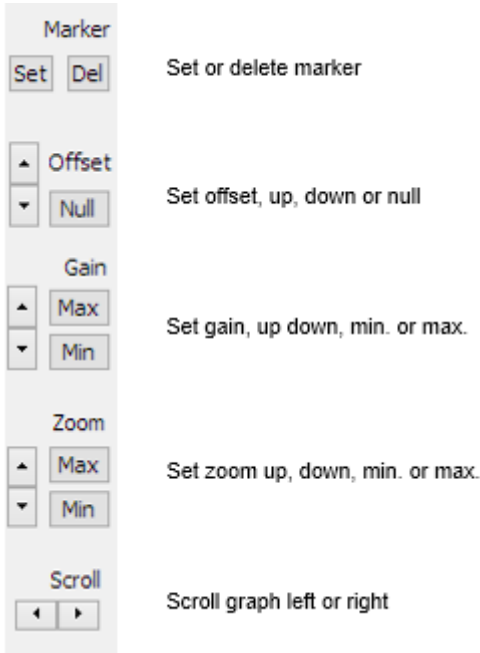 Marker
Set Del Set or delete marker
Offset
Null Set offset, up, down or null
Gain
Max
Set gain, up down, min. or max.
Min
Zoom
Max Set zoom up, down, min. or max.
Min
Scroll
Scroll graph left or right